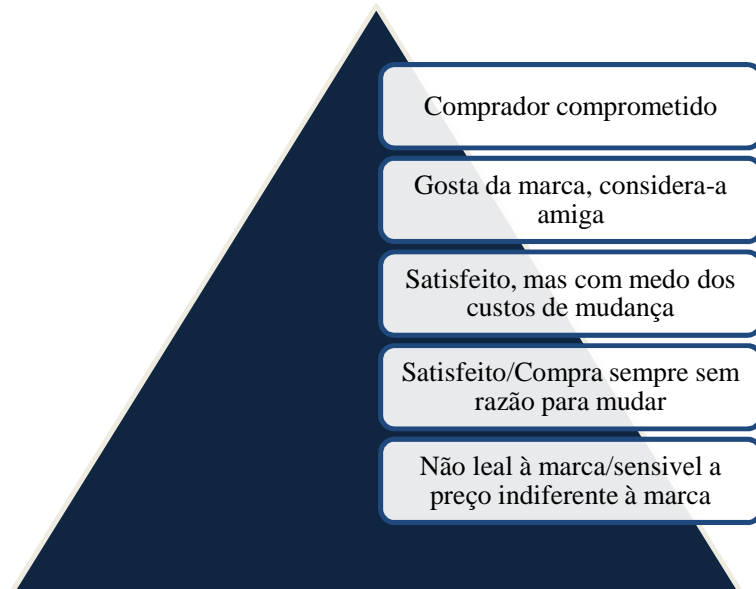 Comprador comprometido
Gosta da marca, considera-a
amiga
Satisfeito, mas com medo dos
custos de mudança
Satisfeito/Compra sempre sem
razão para mudar
Não leal à marca/sensivel a
preço indiferente à marca